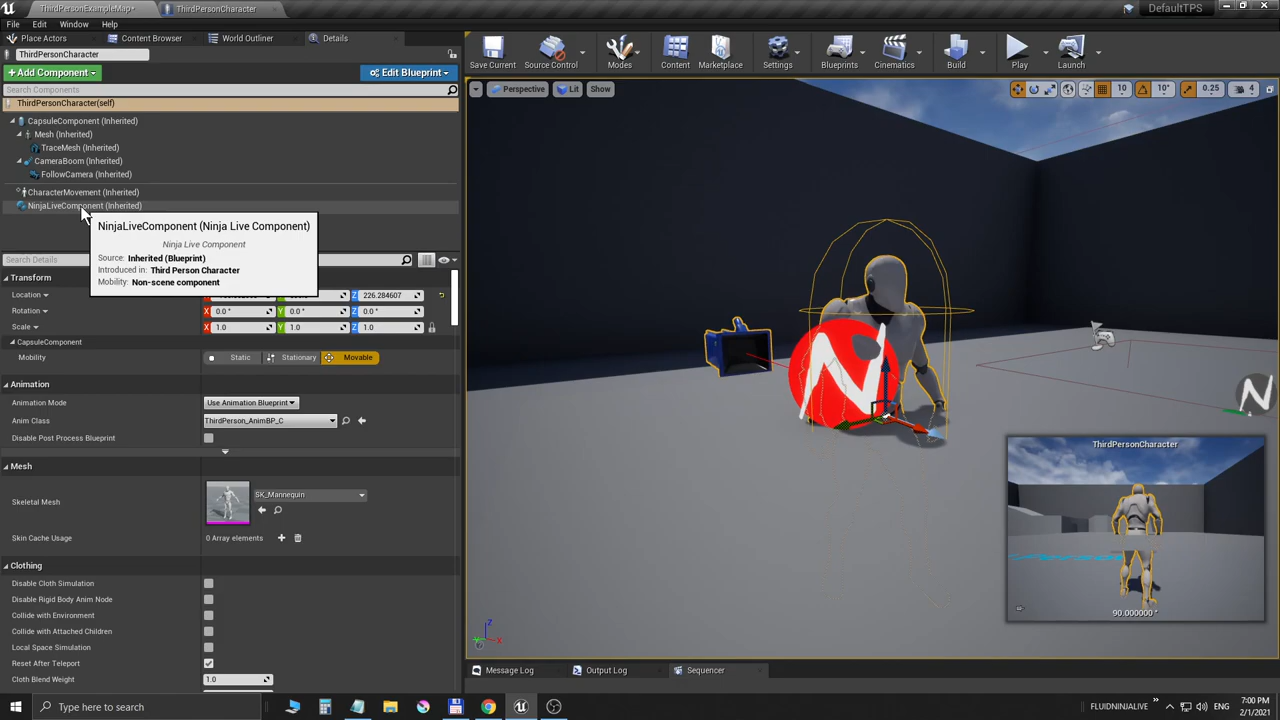 ThirdPersonExampleMap*
ThirdPersonCharacter
DefaultTPS
File Edit Window Help
Place Actors
Content Browser
World Outliner
Details
ThirdPersonCharacter
+Add Component
Edit Blueprint
Search Components
ThirdPersonCharacter(self)
CapsuleComponent (Inherited)
Mesh (Inherited)
TraceMesh (Inherited)
CameraBoom (Inherited)
FollowCamera (Inherited)
CharacterMovement (Inherited)
NinjaLiveComponent (Inherited)
NinjaLiveComponent (Ninja Live Component)
Ninja Live Component
Source: Inherited (Blueprint)
Introduced in: Third Person Character
Mobility: Non-scene component
Search Details
Transform
Location
X
Y
Z 226.284607
Rotation
X 0.0 ° Y 0.0 ° Z 0.0 °
Scale
X 1.0 Y 1.0 Z 1.0
CapsuleComponent
Mobility
Static
Stationary
Movable
Animation
Animation Mode
Use Animation Blueprint
Anim Class
ThirdPerson_AnimBP_C
Disable Post Process Blueprint
Mesh
Skeletal Mesh
SK_Mannequin
Skin Cache Usage
0 Array elements
Clothing
Disable Cloth Simulation
Disable Rigid Body Anim Node
Collide with Environment
Collide with Attached Children
Local Space Simulation
Reset After Teleport
Cloth Blend Weight
1.0
Save Current
Source Control
Modes
Content
Marketplace
Settings
Blueprints
Cinematics
Build
Play
Launch
Perspective
Lit
Show
10
10°
0.25
4
N
N
ThirdPersonCharacter
90.000000 °
Z
Y
X
Message Log
Output Log
Sequencer
Type here to search
FLUIDNINJALIVE
ENG
7:00 PM
2/1/2021